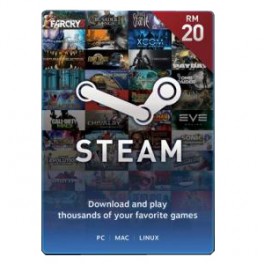 FARCRY
RM
20
XCOM
EVE
STEAM
Download and play
thousands of your favorite games
PC | MAC | LINUX